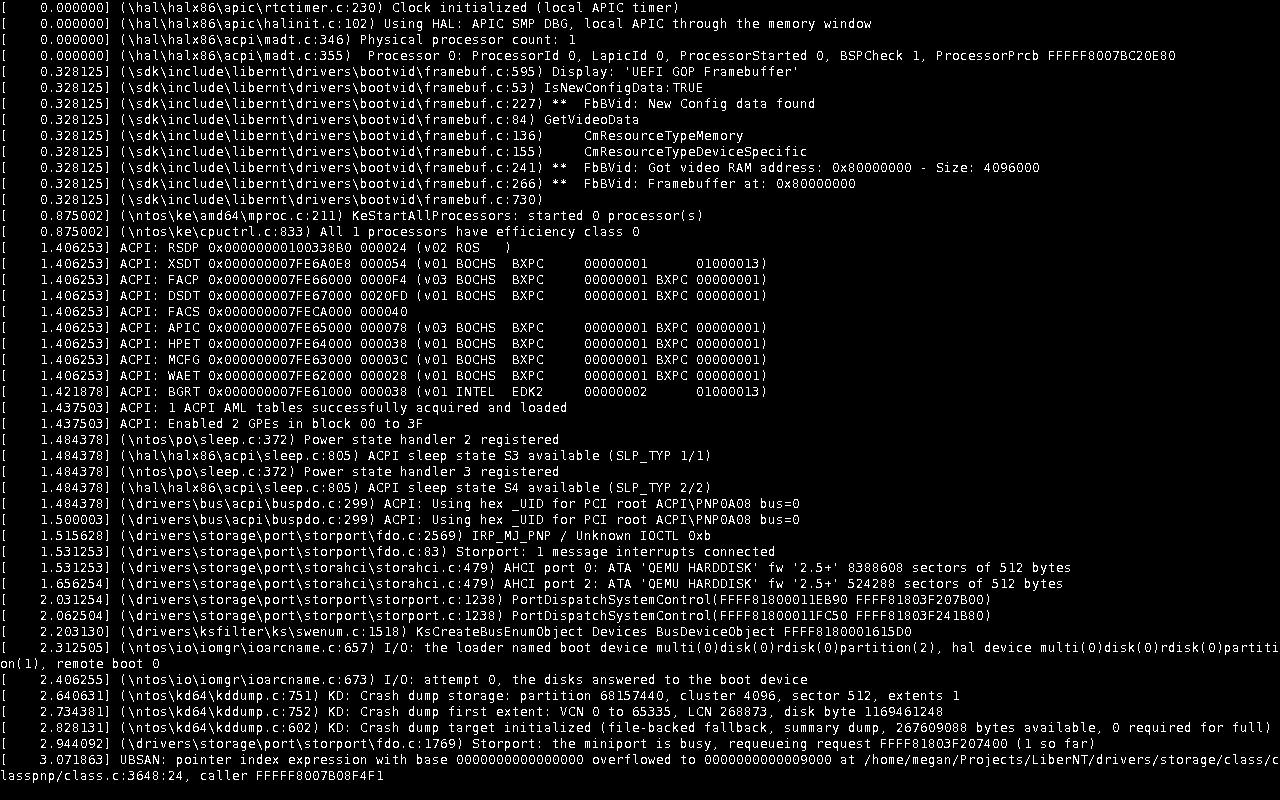 [    0.000000] (\hal\halx86\apic\rtctimer.c:230) Clock initialized (local APIC timer)
[    0.000000] (\hal\halx86\apic\halinit.c:102) Using HAL: APIC SMP DBG, local APIC through the memory window
[    0.000000] (\hal\halx86\acpi\madt.c:346) Physical processor count: 1
[    0.000000] (\hal\halx86\acpi\madt.c:355)  Processor 0: ProcessorId 0, LapicId 0, ProcessorStarted 0, BSPCheck 1, ProcessorPrcb FFFFF8007BC20E80
[    0.328125] (\sdk\include\libernt\drivers\bootvid\framebuf.c:595) Display: 'UEFI GOP Framebuffer'
[    0.328125] (\sdk\include\libernt\drivers\bootvid\framebuf.c:53) IsNewConfigData:TRUE
[    0.328125] (\sdk\include\libernt\drivers\bootvid\framebuf.c:227) **  FbBVid: New Config data found
[    0.328125] (\sdk\include\libernt\drivers\bootvid\framebuf.c:84) GetVideoData
[    0.328125] (\sdk\include\libernt\drivers\bootvid\framebuf.c:136)     CmResourceTypeMemory
[    0.328125] (\sdk\include\libernt\drivers\bootvid\framebuf.c:155)     CmResourceTypeDeviceSpecific
[    0.328125] (\sdk\include\libernt\drivers\bootvid\framebuf.c:241) **  FbBVid: Got video RAM address: 0x80000000 - Size: 4096000
[    0.328125] (\sdk\include\libernt\drivers\bootvid\framebuf.c:266) **  FbBVid: Framebuffer at: 0x80000000
[    0.328125] (\sdk\include\libernt\drivers\bootvid\framebuf.c:730)
[    0.875002] (\ntos\ke\amd64\mproc.c:211) KeStartAllProcessors: started 0 processor(s)
[    0.875002] (\ntos\ke\cpuctrl.c:833) All 1 processors have efficiency class 0
[    1.406253] ACPI: RSDP 0x00000000100338B0 000024 (v02 ROS   )
[    1.406253] ACPI: XSDT 0x000000007FE6A0E8 000054 (v01 BOCHS  BXPC     00000001      01000013)
[    1.406253] ACPI: FACP 0x000000007FE66000 0000F4 (v03 BOCHS  BXPC     00000001 BXPC 00000001)
[    1.406253] ACPI: DSDT 0x000000007FE67000 0020FD (v01 BOCHS  BXPC     00000001 BXPC 00000001)
[    1.406253] ACPI: FACS 0x000000007FECA000 000040
[    1.406253] ACPI: APIC 0x000000007FE65000 000078 (v03 BOCHS  BXPC     00000001 BXPC 00000001)
[    1.406253] ACPI: HPET 0x000000007FE64000 000038 (v01 BOCHS  BXPC     00000001 BXPC 00000001)
[    1.406253] ACPI: MCFG 0x000000007FE63000 00003C (v01 BOCHS  BXPC     00000001 BXPC 00000001)
[    1.406253] ACPI: WAET 0x000000007FE62000 000028 (v01 BOCHS  BXPC     00000001 BXPC 00000001)
[    1.421878] ACPI: BGRT 0x000000007FE61000 000038 (v01 INTEL  EDK2     00000002      01000013)
[    1.437503] ACPI: 1 ACPI AML tables successfully acquired and loaded
[    1.437503] ACPI: Enabled 2 GPEs in block 00 to 3F
[    1.484378] (\ntos\po\sleep.c:372) Power state handler 2 registered
[    1.484378] (\hal\halx86\acpi\sleep.c:805) ACPI sleep state S3 available (SLP_TYP 1/1)
[    1.484378] (\ntos\po\sleep.c:372) Power state handler 3 registered
[    1.484378] (\hal\halx86\acpi\sleep.c:805) ACPI sleep state S4 available (SLP_TYP 2/2)
[    1.484378] (\drivers\bus\acpi\buspdo.c:299) ACPI: Using hex _UID for PCI root ACPI\PNP0A08 bus=0
[    1.500003] (\drivers\bus\acpi\buspdo.c:299) ACPI: Using hex _UID for PCI root ACPI\PNP0A08 bus=0
[    1.515628] (\drivers\storage\port\storport\fdo.c:2569) IRP_MJ_PNP / Unknown IOCTL 0xb
[    1.531253] (\drivers\storage\port\storport\fdo.c:83) Storport: 1 message interrupts connected
[    1.531253] (\drivers\storage\port\storahci\storahci.c:479) AHCI port 0: ATA 'QEMU HARDDISK' fw '2.5+' 8388608 sectors of 512 bytes
[    1.656254] (\drivers\storage\port\storahci\storahci.c:479) AHCI port 2: ATA 'QEMU HARDDISK' fw '2.5+' 524288 sectors of 512 bytes
[    2.031254] (\drivers\storage\port\storport\storport.c:1238) PortDispatchSystemControl(FFFF81800011EB90 FFFF81803F207B00)
[    2.062504] (\drivers\storage\port\storport\storport.c:1238) PortDispatchSystemControl(FFFF81800011FC50 FFFF81803F241B80)
[    2.203130] (\drivers\ksfilter\ks\swenum.c:1518) KsCreateBusEnumObject Devices BusDeviceObject FFFF8180001615D0
[    2.312505] (\ntos\io\iomgr\ioarcname.c:657) I/O: the loader named boot device multi(0)disk(0)rdisk(0)partition(2), hal device multi(0)disk(0)rdisk(0)partiti
on(1), remote boot 0
[    2.406255] (\ntos\io\iomgr\ioarcname.c:673) I/O: attempt 0, the disks answered to the boot device
[    2.640631] (\ntos\kd64\kddump.c:751) KD: Crash dump storage: partition 68157440, cluster 4096, sector 512, extents 1
[    2.734381] (\ntos\kd64\kddump.c:752) KD: Crash dump first extent: VCN 0 to 65335, LCN 268873, disk byte 1169461248
[    2.828131] (\ntos\kd64\kddump.c:602) KD: Crash dump target initialized (file-backed fallback, summary dump, 267609088 bytes available, 0 required for full)
[    2.944092] (\drivers\storage\port\storport\fdo.c:1769) Storport: the miniport is busy, requeueing request FFFF81803F207400 (1 so far)
[    3.071863] UBSAN: pointer index expression with base 0000000000000000 overflowed to 0000000000009000 at /home/megan/Projects/LiberNT/drivers/storage/class/c
lasspnp/class.c:3648:24, caller FFFFF8007B08F4F1